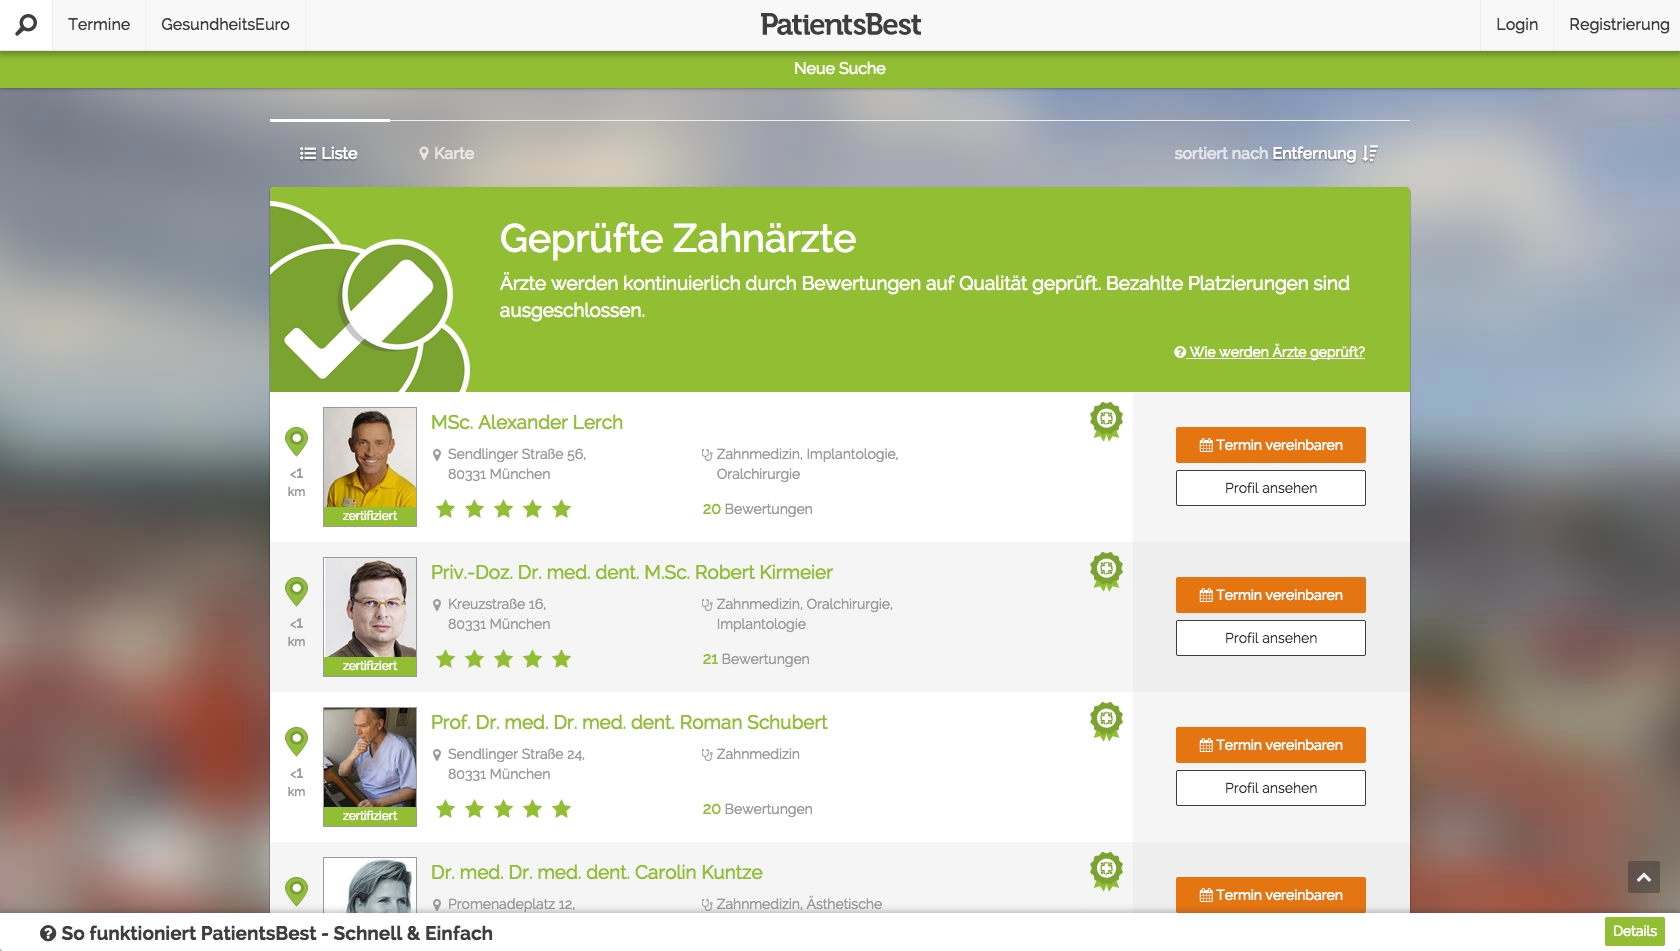 Termine
GesundheitsEuro
PatientsBest
Login
Registrierung
Neue Suche
Liste
Karte
sortiert nach Entfernung
Geprüfte Zahnärzte
Ärzte werden kontinuierlich durch Bewertungen auf Qualität geprüft. Bezahlte Platzierungen sind
ausgeschlossen.
Wie werden Ärzte geprüft?
<1
km
zertifiziert
MSc. Alexander Lerch
Sendlinger Straße 56,
80331 München
Zahnmedizin, Implantologie,
Oralchirurgie
20 Bewertungen
Termin vereinbaren
Profil ansehen
<1
km
zertifiziert
Priv.-Doz. Dr. med. dent. M.Sc. Robert Kirmeier
Kreuzstraße 16,
80331 München
Zahnmedizin, Oralchirurgie,
Implantologie
21 Bewertungen
Termin vereinbaren
Profil ansehen
<1
km
zertifiziert
Prof. Dr. med. Dr. med. dent. Roman Schubert
Sendlinger Straße 24,
80331 München
Zahnmedizin
20 Bewertungen
Termin vereinbaren
Profil ansehen
Dr. med. Dr. med. dent. Carolin Kuntze
Promenadeplatz 12,
Zahnmedizin, Ästhetische
Termin vereinbaren
So funktioniert PatientsBest - Schnell & Einfach
Details